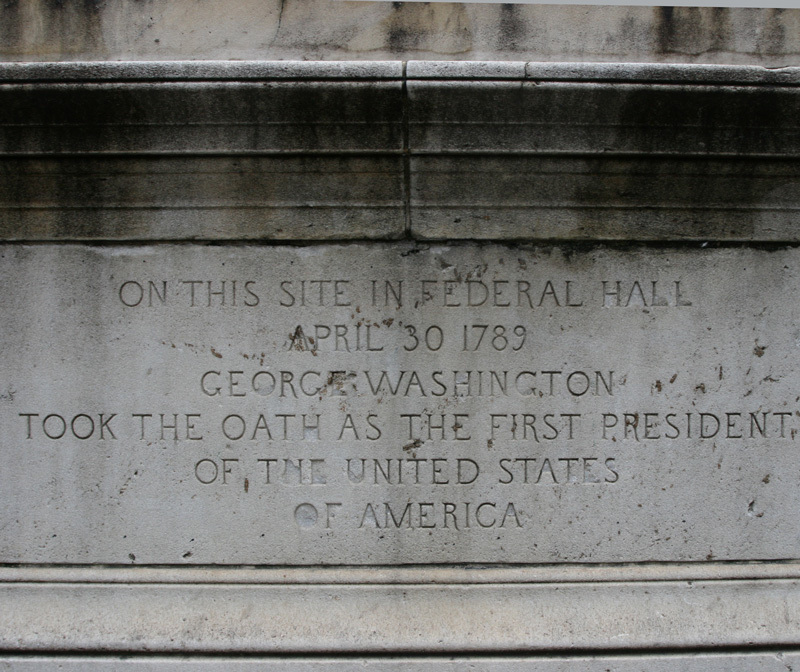 ON THIS SITE IN FEDERAL HALL
APRIL 30 1789
GEORGE WASHINGTON
TOOK THE OATH AS THE FIRST PRESIDENT
OF THE UNITED STATES
OF AMERICA